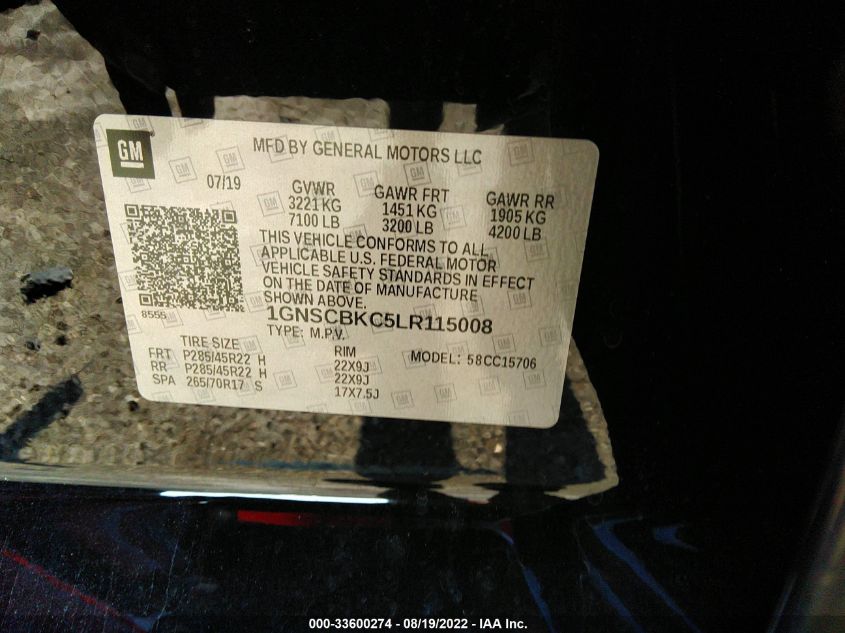 GM
MFD BY GENERAL MOTORS LLC
07/19
GVWR
3221 KG
7100 LB
GAWR FRT
1451 KG
3200 LB
GAWR RR
1905 KG
4200 LB
THIS VEHICLE CONFORMS TO ALL
APPLICABLE U.S. FEDERAL MOTOR
VEHICLE SAFETY STANDARDS IN EFFECT
ON THE DATE OF MANUFACTURE
SHOWN ABOVE.
8555
1GNSCBKC5LR115008
TYPE: M.P.V.
MODEL: 58CC15706
TIRE SIZE
RIM
FRT P285/45R22 H 22X9J
RR P285/45R22 H 22X9J
SPA 265/70R17 S 17X7.5J
000-33600274 - 08/19/2022 - IAA Inc.